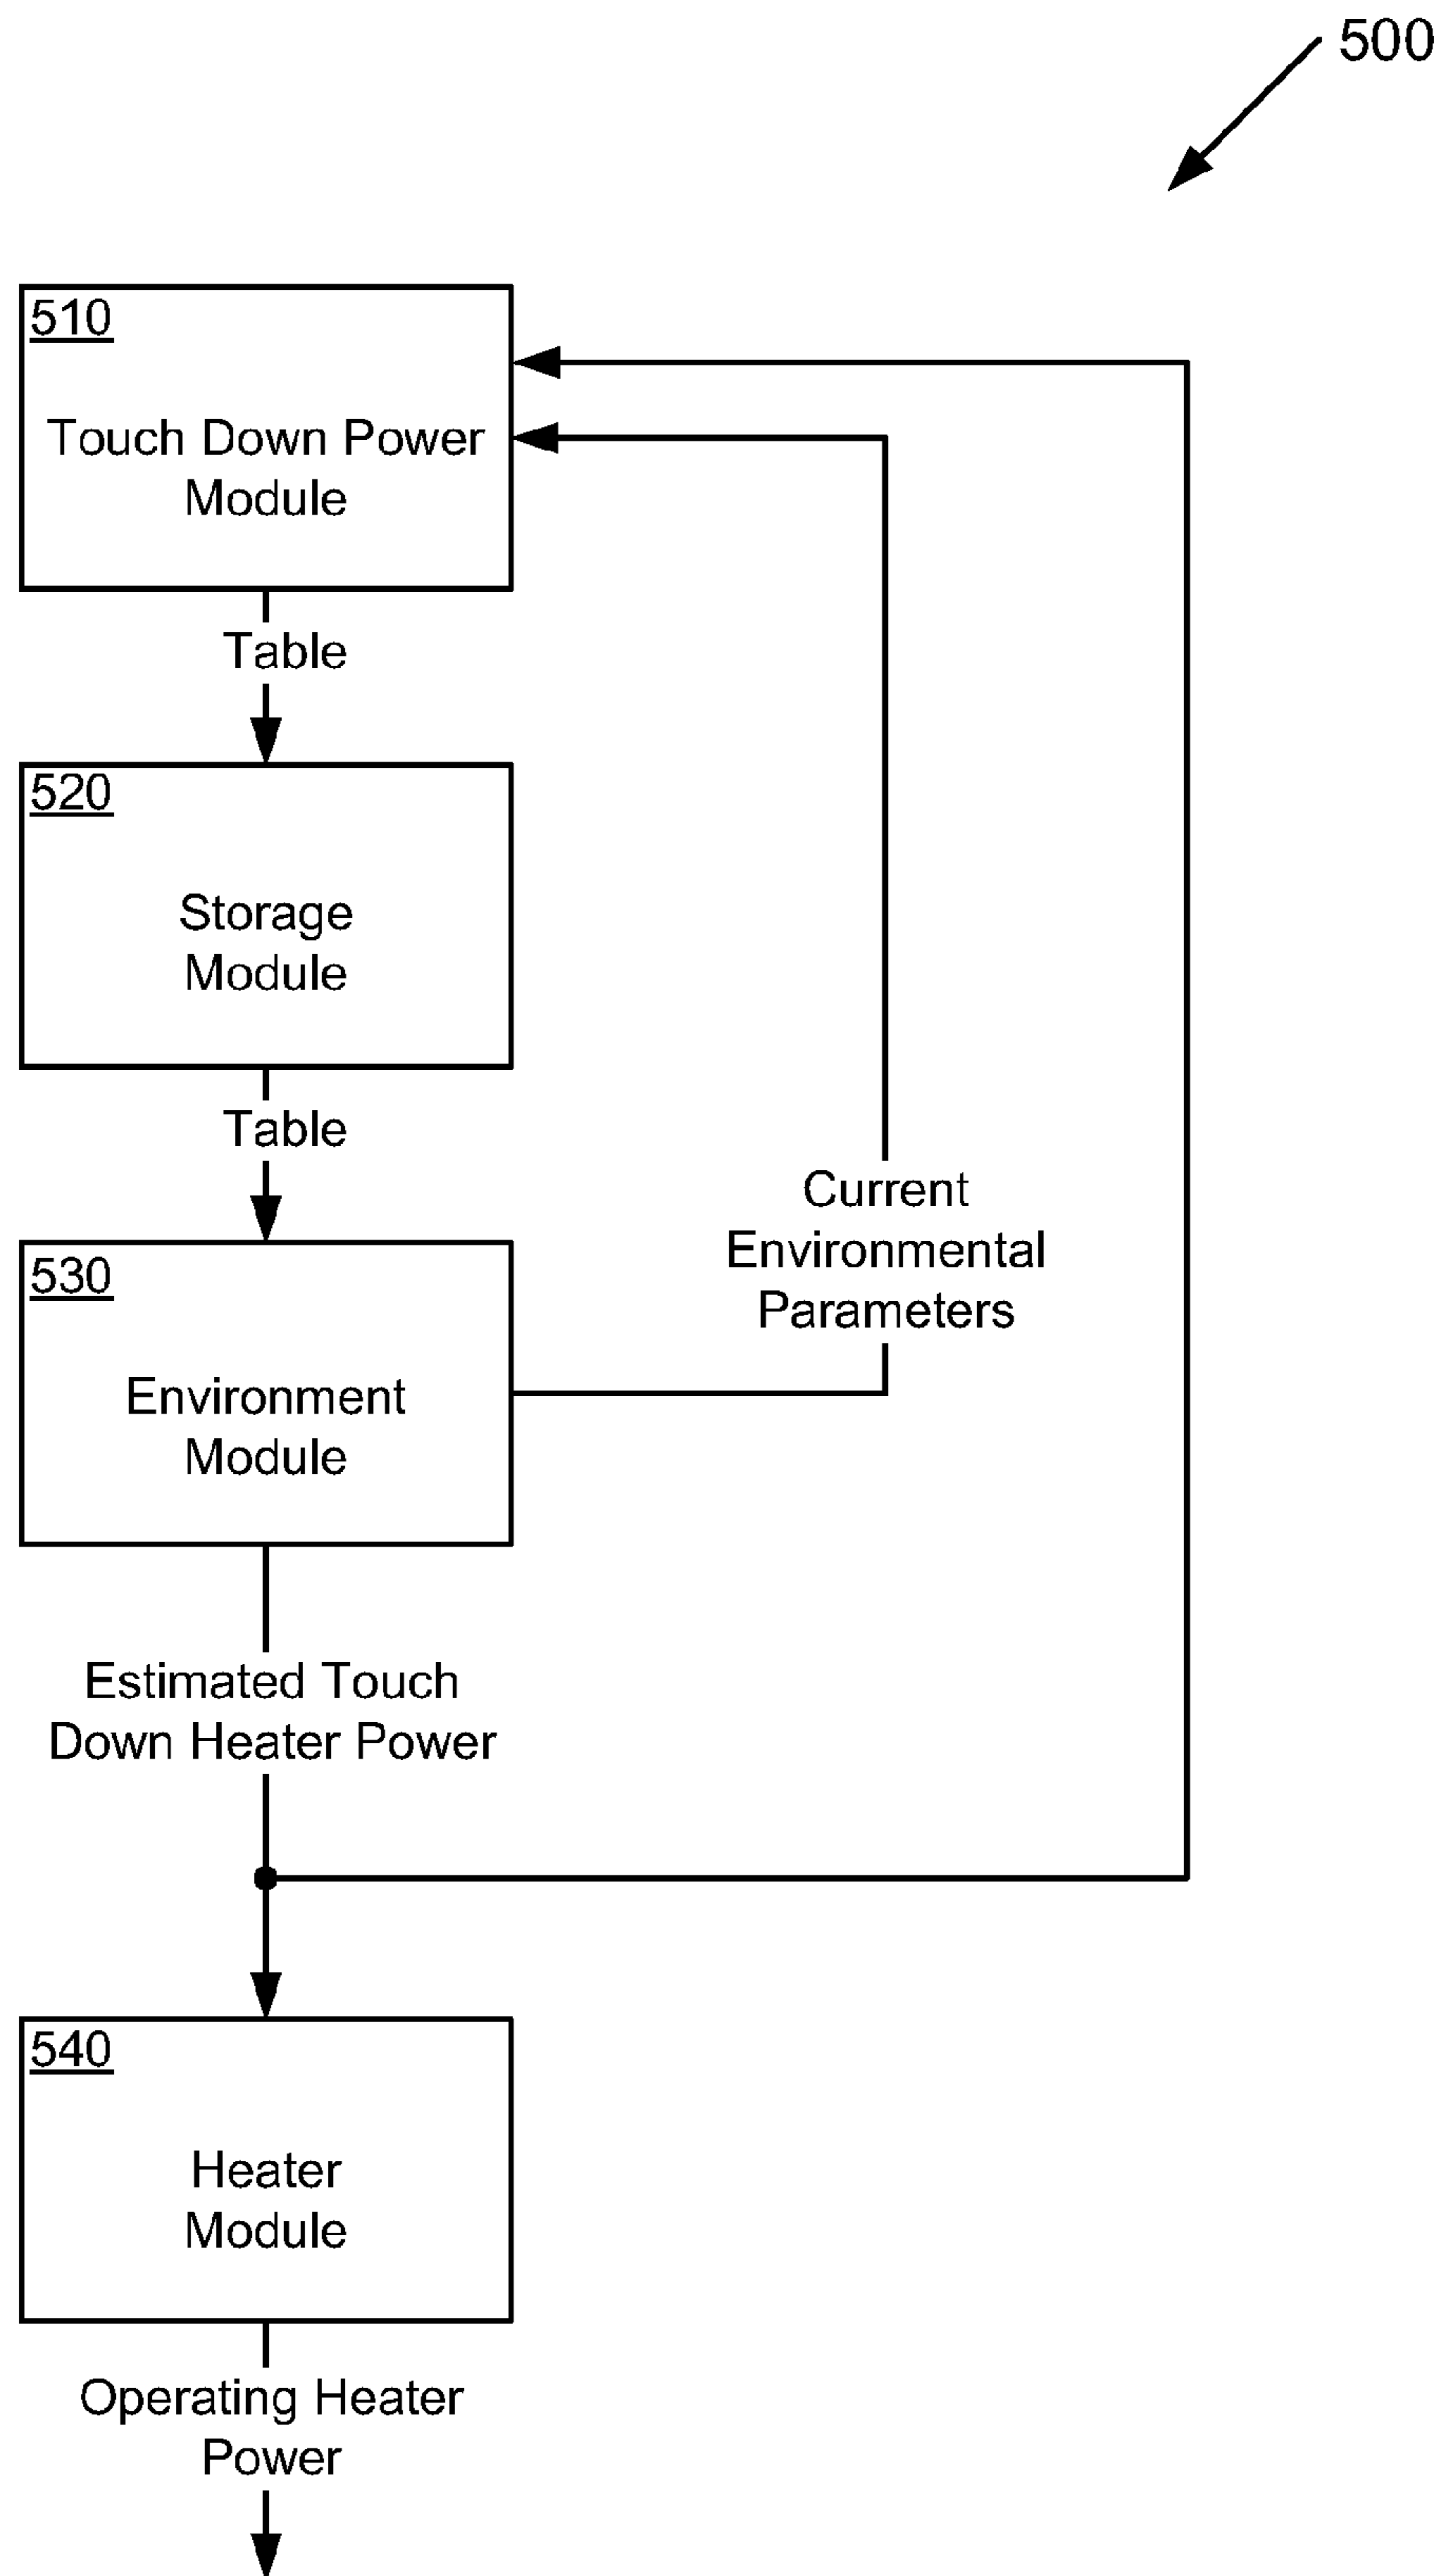 500
510
Touch Down Power
Module
Table
520
Storage
Module
Table
530
Environment
Module
Current
Environmental
Parameters
Estimated Touch
Down Heater Power
540
Heater
Module
Operating Heater
Power